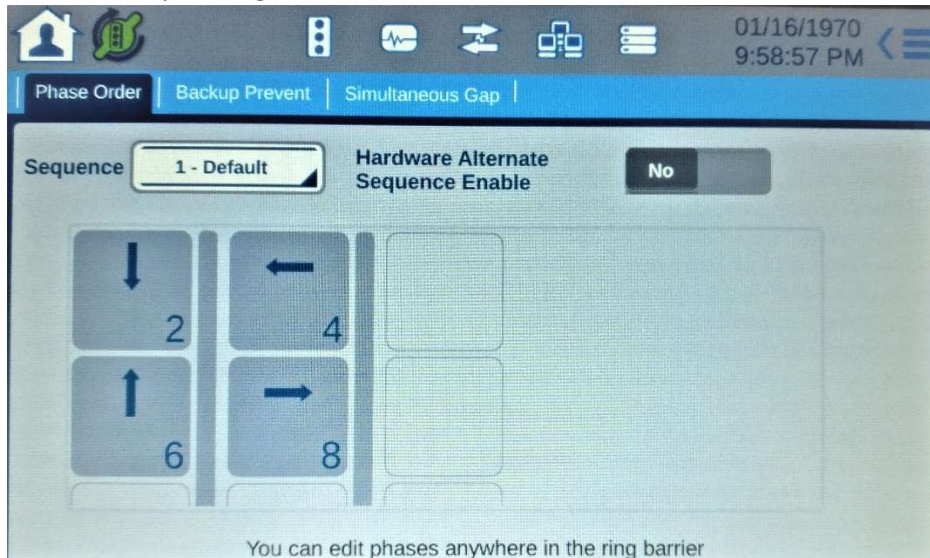 01/16/1970
9:58:57 PM
Phase Order
Backup Prevent
Simultaneous Gap
Sequence
1 - Default
Hardware Alternate
Sequence Enable
No
2
4
6
8
You can edit phases anywhere in the ring barrier